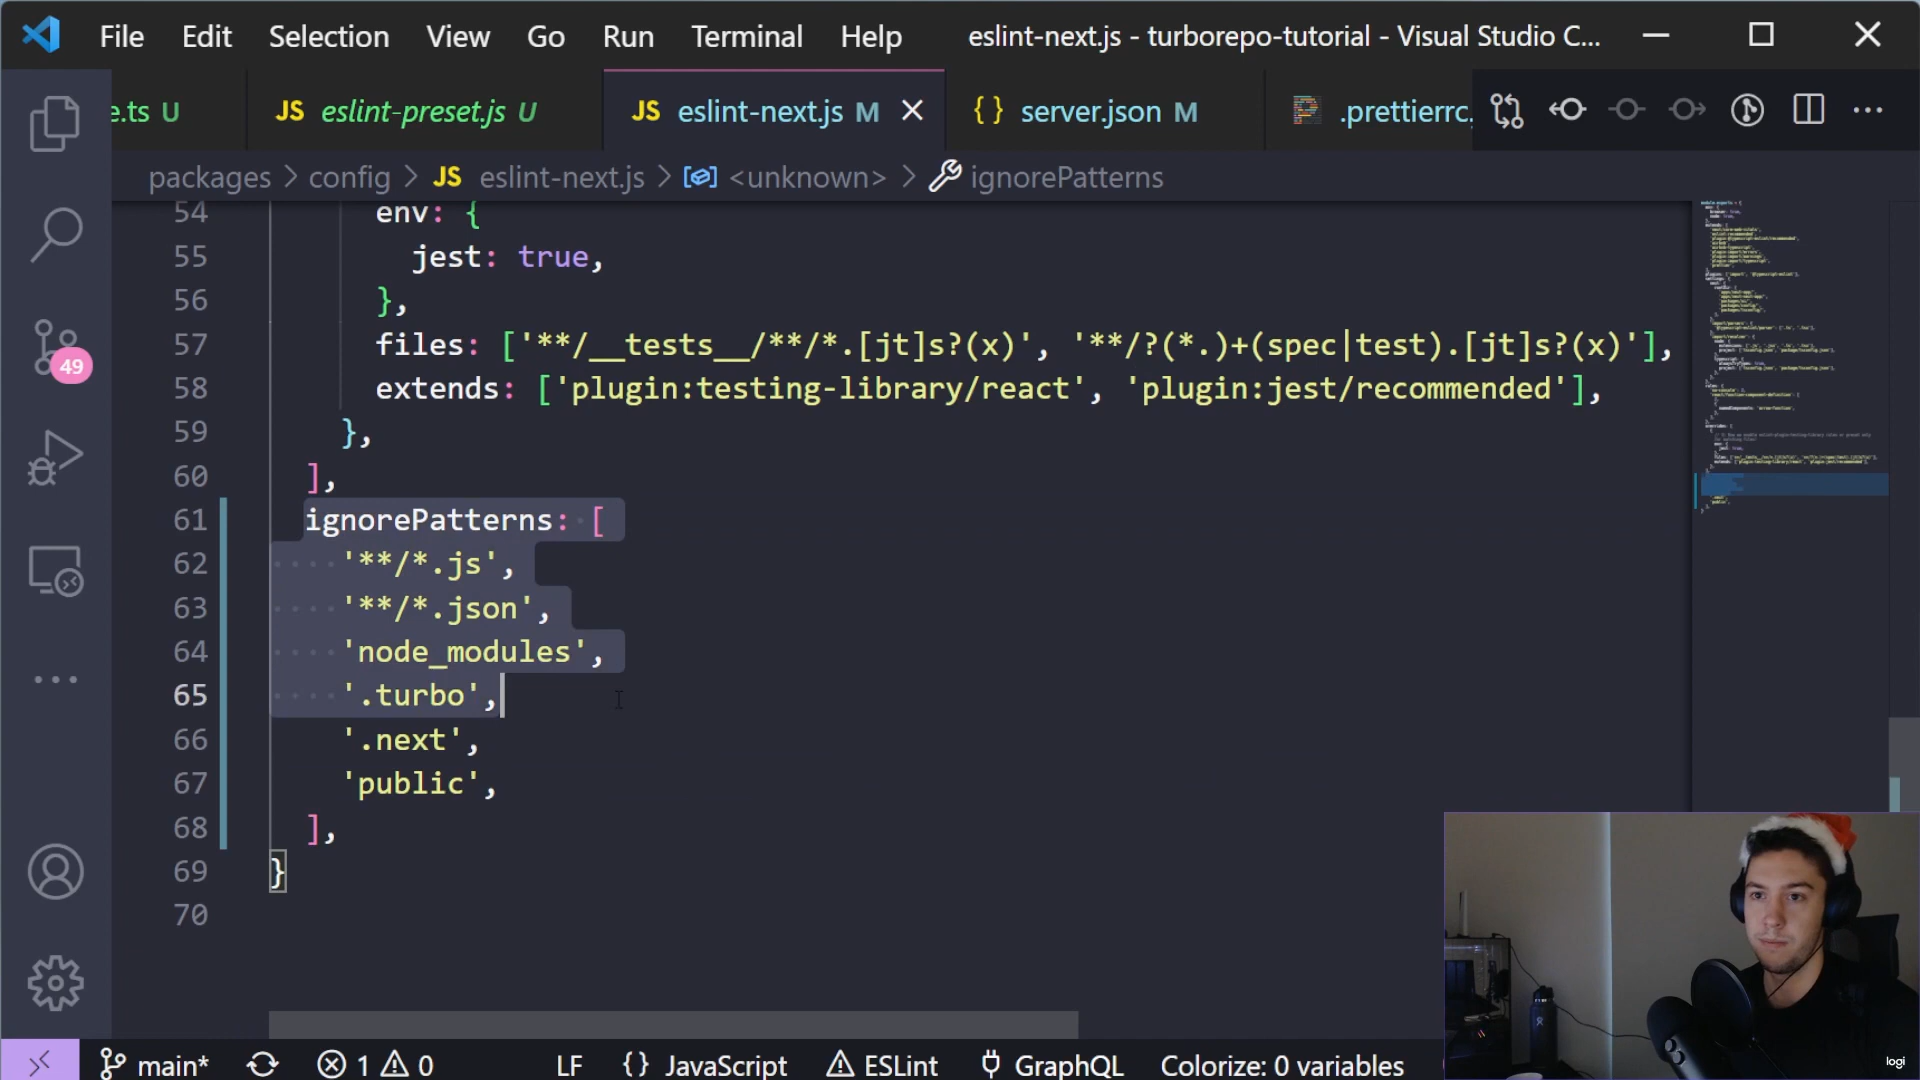 File Edit Selection View Go Run Terminal Help eslint-next.js - turborepo-tutorial - Visual Studio C...
e.ts U JS eslint-preset.js U JS eslint-next.js M {} server.json M .prettierrc.
packages > config > JS eslint-next.js > <unknown> > ignorePatterns
54 env: {
55 jest: true,
56 },
57 files: ['**/__tests__/**/*.[jt]s?(x)', '**/?(*.)+(spec|test).[jt]s?(x)'],
58 extends: ['plugin:testing-library/react', 'plugin:jest/recommended'],
59 },
60 ],
61 ignorePatterns: [
62 '**/*.js',
63 '**/*.json',
64 'node_modules',
65 '.turbo',
66 '.next',
67 'public',
68 ],
69 }
70
49
main* 1 0 LF {} JavaScript ESLint GraphQL Colorize: 0 variables
logi